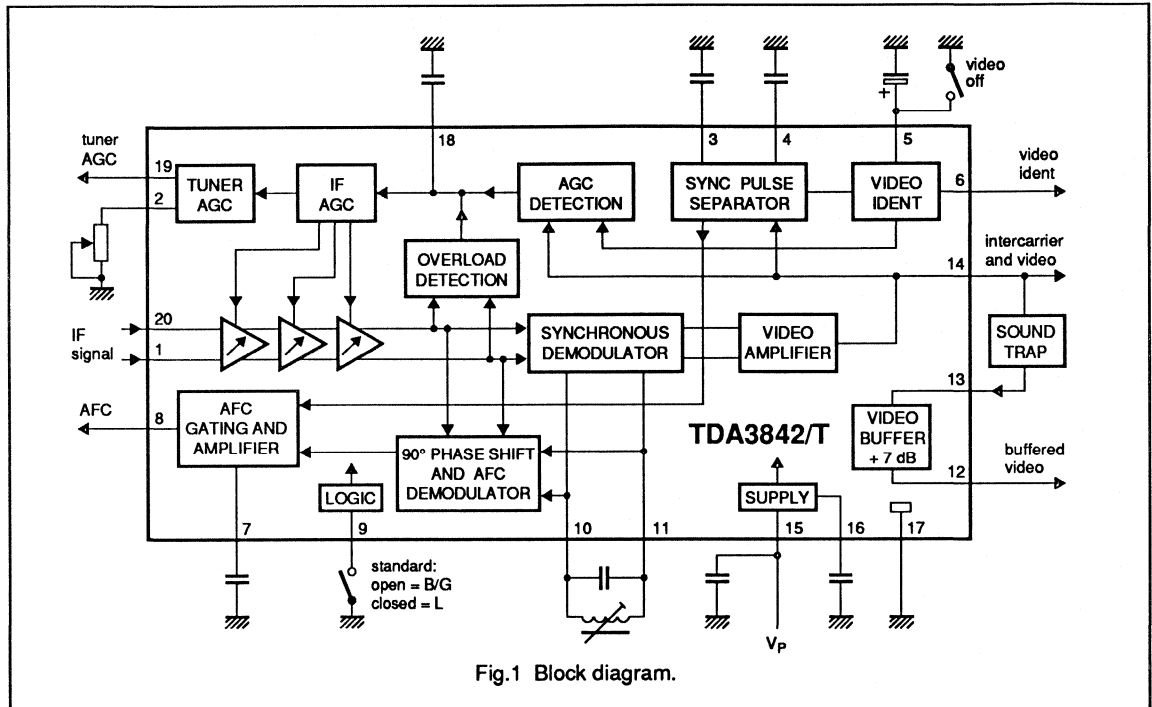 video
off
tuner
AGC
19
18
3
4
5
video
ident
6
TUNER
AGC
IF
AGC
AGC
DETECTION
SYNC PULSE
SEPARATOR
VIDEO
IDENT
2
OVERLOAD
DETECTION
14
intercarrier
and video
IF
signal
20
1
SYNCHRONOUS
DEMODULATOR
VIDEO
AMPLIFIER
SOUND
TRAP
13
AFC
8
AFC
GATING AND
AMPLIFIER
TDA3842/T
VIDEO
BUFFER
+ 7 dB
90° PHASE SHIFT
AND AFC
DEMODULATOR
buffered
video
12
LOGIC
SUPPLY
7
9
10
11
15
16
17
standard:
open = B/G
closed = L
+
VP
Fig.1 Block diagram.